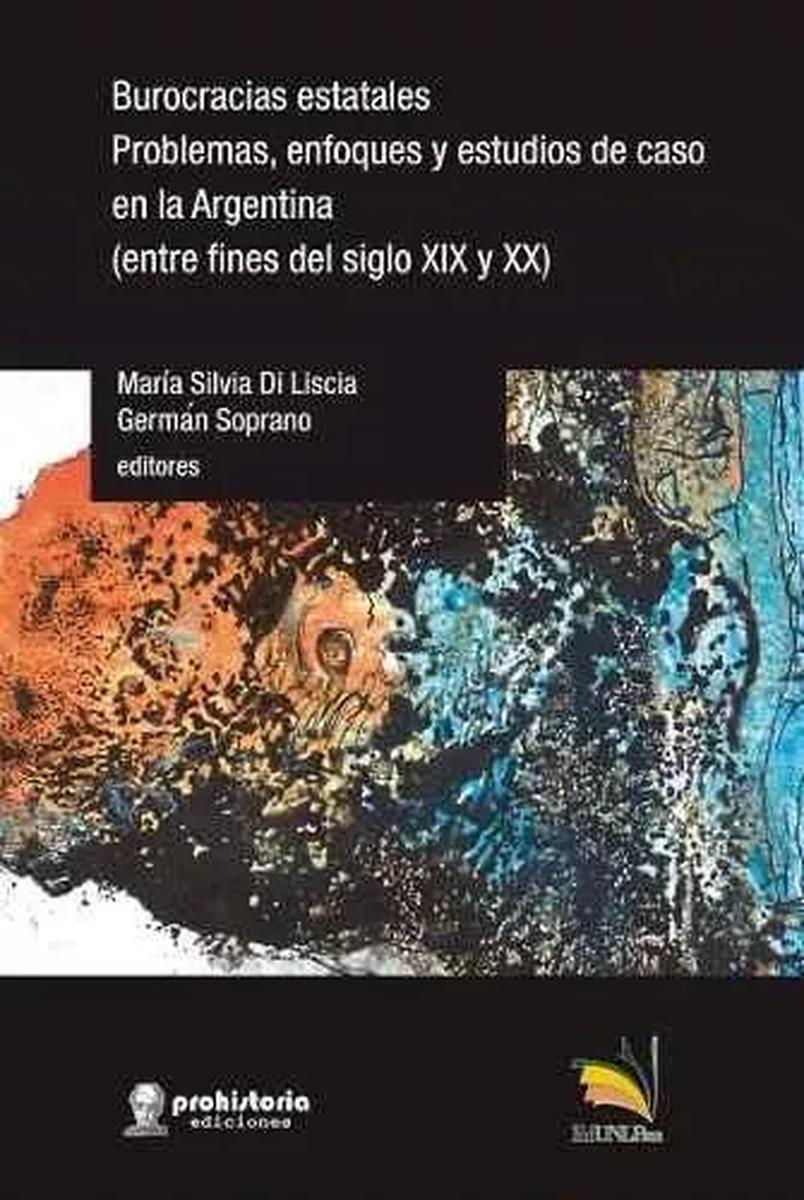 Burocracias estatales
Problemas, enfoques y estudios de caso
en la Argentina
(entre fines del siglo XIX y XX)
María Silvia Di Liscia
Germán Soprano
editores
prohistoria
ediciones
EdUNLPam